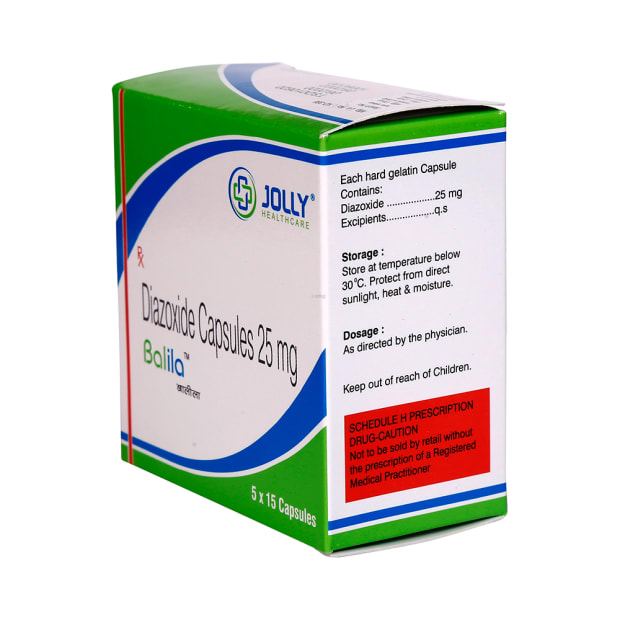 JOLLY®
HEALTHCARE
Rx
Diazoxide Capsules 25 mg
Balila™
बालीला
5 x 15 Capsules
Each hard gelatin Capsule
Contains:
Diazoxide .................25 mg
Excipients.................q.s
Storage :
Store at temperature below
30°C. Protect from direct
sunlight, heat & moisture.
Dosage :
As directed by the physician.
Keep out of reach of Children.
SCHEDULE H PRESCRIPTION
DRUG-CAUTION
Not to be sold by retail without
the prescription of a Registered
Medical Practitioner